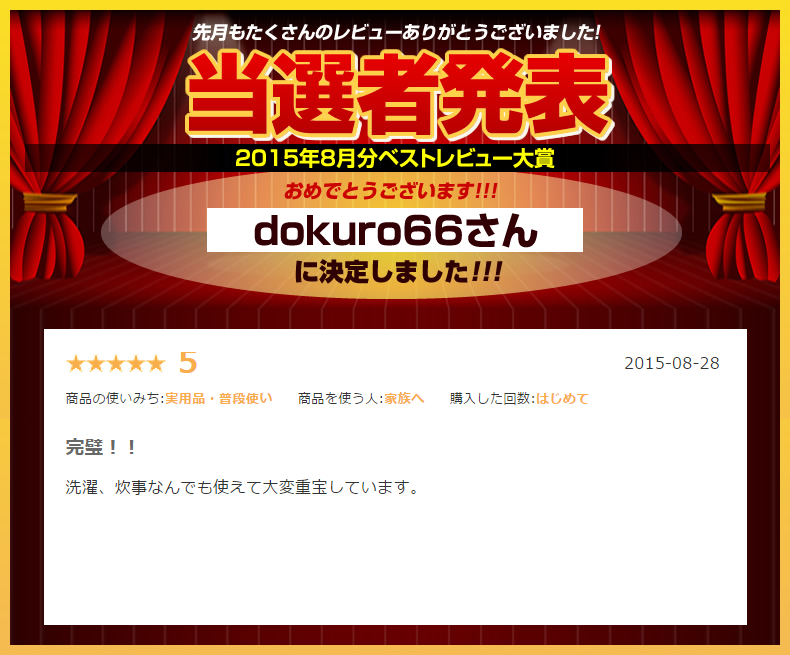 先月もたくさんのレビューありがとうございました!
当選者発表
2015年8月分ベストレビュー大賞
おめでとうございます!!!
dokuro66さん
に決定しました!!!
★★★★★ 5 2015-08-28
商品の使いみち:実用品・普段使い 商品を使う人:家族へ 購入した回数:はじめて
完璧！！
洗濯、炊事なんでも使えて大変重宝しています。